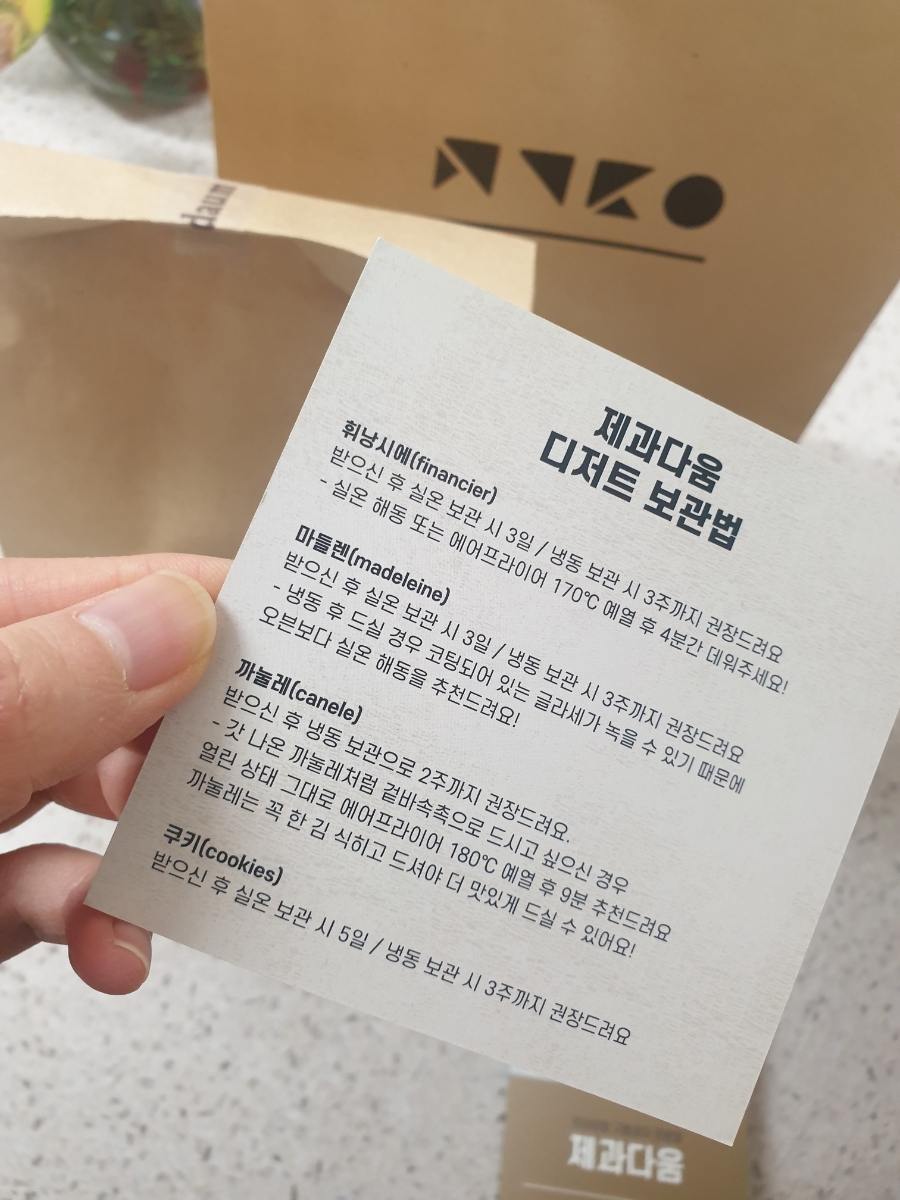 daum
제과다움
디저트 보관법
휘낭시에(financier)
받으신 후 실온 보관 시 3일 / 냉동 보관 시 3주까지 권장드려요
- 실온 해동 또는 에어프라이어 170℃ 예열 후 4분간 데워주세요!
마들렌(madeleine)
받으신 후 실온 보관 시 3일 / 냉동 보관 시 3주까지 권장드려요
- 냉동 후 드실 경우 코팅되어 있는 글라세가 녹을 수 있기 때문에
오븐보다 실온 해동을 추천드려요!
까눌레(canele)
받으신 후 냉동 보관으로 2주까지 권장드려요.
- 갓 나온 까눌레처럼 겉바속촉으로 드시고 싶으신 경우
얼린 상태 그대로 에어프라이어 180℃ 예열 후 9분 추천드려요
까눌레는 꼭 한 김 식히고 드셔야 더 맛있게 드실 수 있어요!
쿠키(cookies)
받으신 후 실온 보관 시 5일 / 냉동 보관 시 3주까지 권장드려요
제과다움